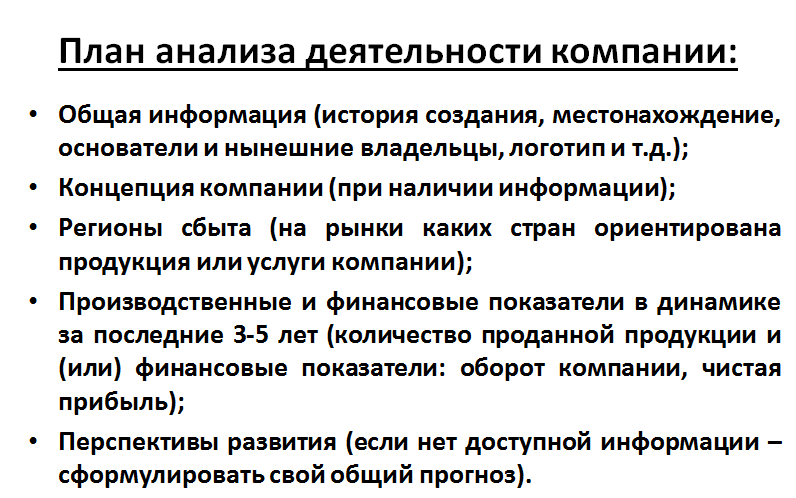 План анализа деятельности компании:
• Общая информация (история создания, местонахождение,
основатели и нынешние владельцы, логотип и т.д.);
• Концепция компании (при наличии информации);
• Регионы сбыта (на рынки каких стран ориентирована
продукция или услуги компании);
• Производственные и финансовые показатели в динамике
за последние 3-5 лет (количество проданной продукции и
(или) финансовые показатели: оборот компании, чистая
прибыль);
• Перспективы развития (если нет доступной информации –
сформулировать свой общий прогноз).